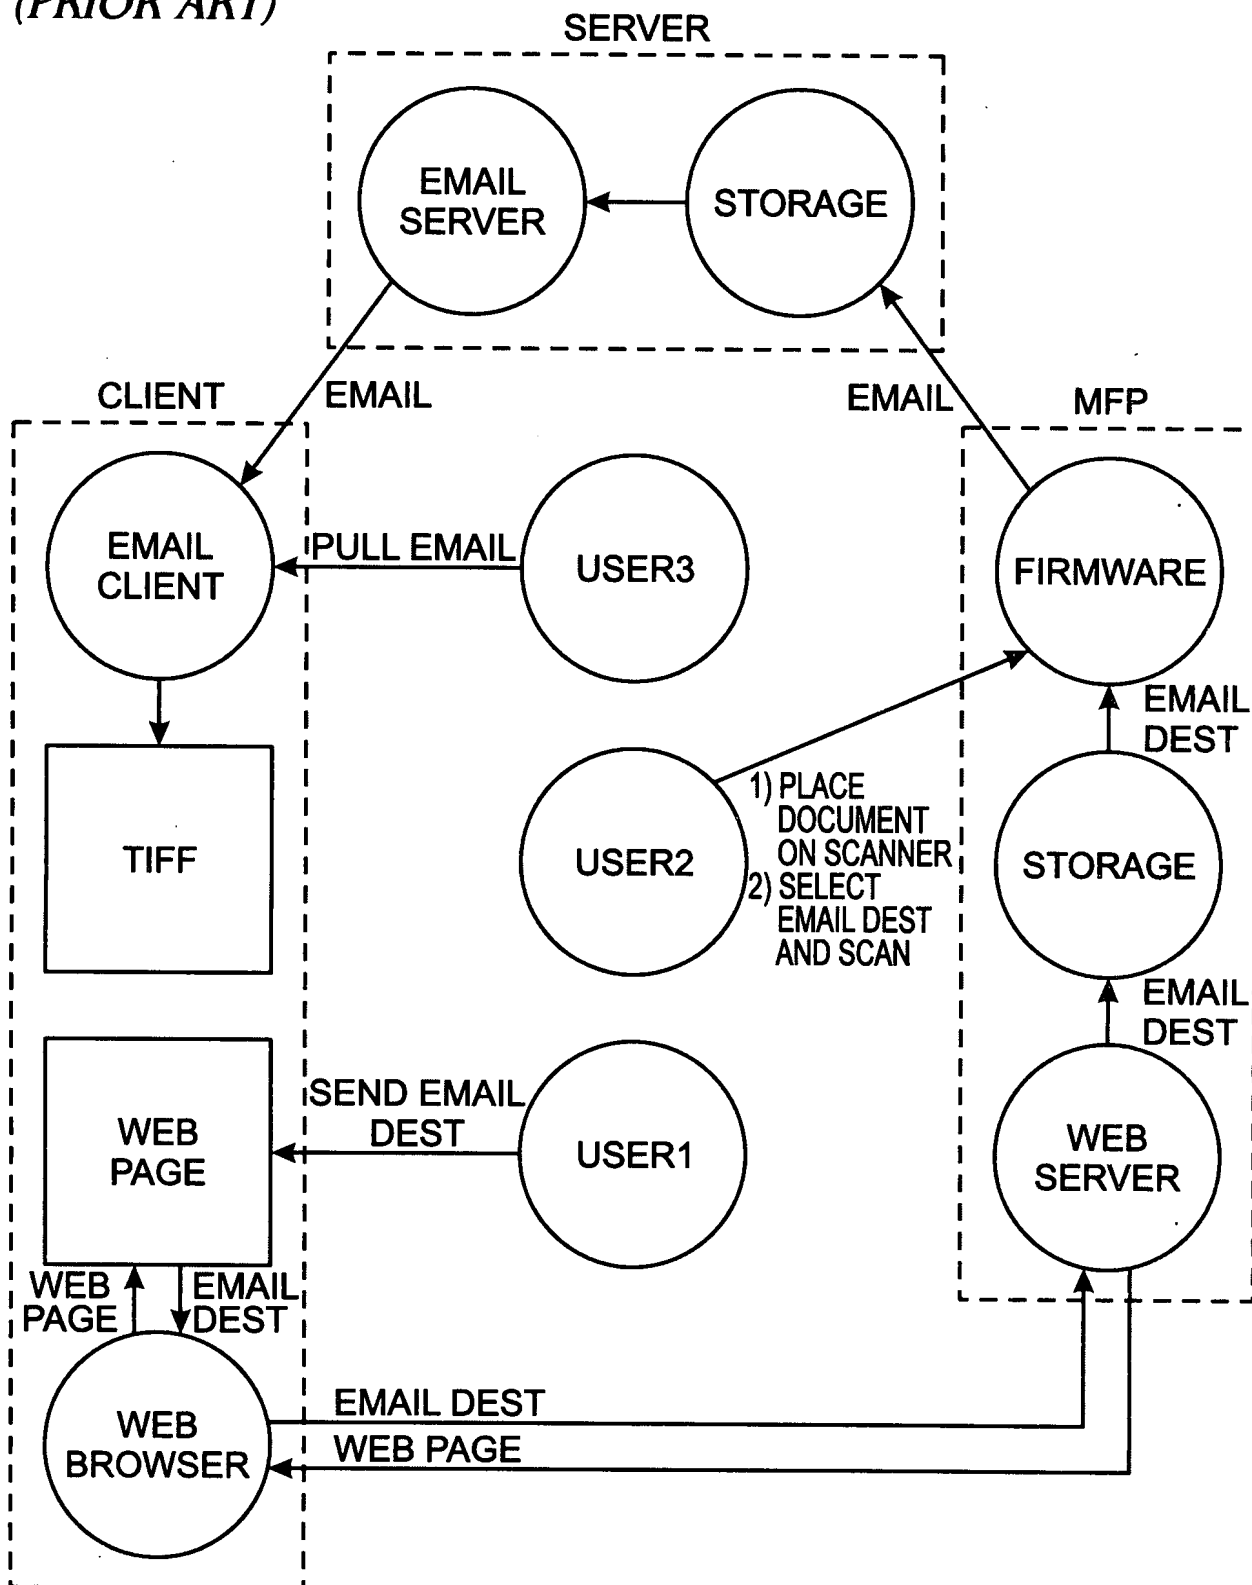 (PRIOR ART)
SERVER
EMAIL
SERVER
STORAGE
EMAIL
EMAIL
CLIENT
MFP
EMAIL
CLIENT
PULL EMAIL
USER3
FIRMWARE
EMAIL
DEST
TIFF
USER2
1) PLACE
DOCUMENT
ON SCANNER
2) SELECT
EMAIL DEST
AND SCAN
STORAGE
EMAIL
DEST
WEB
PAGE
SEND EMAIL
DEST
USER1
WEB
SERVER
WEB
PAGE
EMAIL
DEST
WEB
BROWSER
EMAIL DEST
WEB PAGE